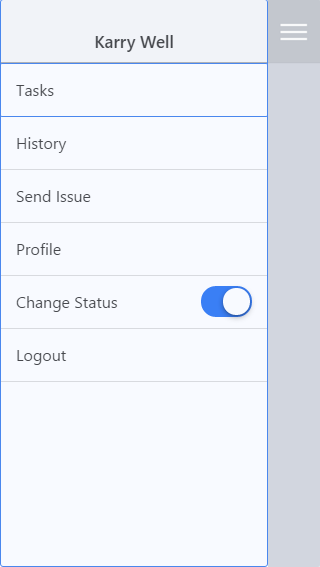 Karry Well
Tasks
History
Send Issue
Profile
Change Status
Logout